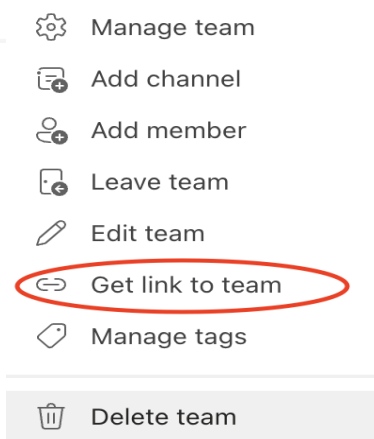 Manage team
Add channel
Add member
Leave team
Edit team
Get link to team
Manage tags
Delete team